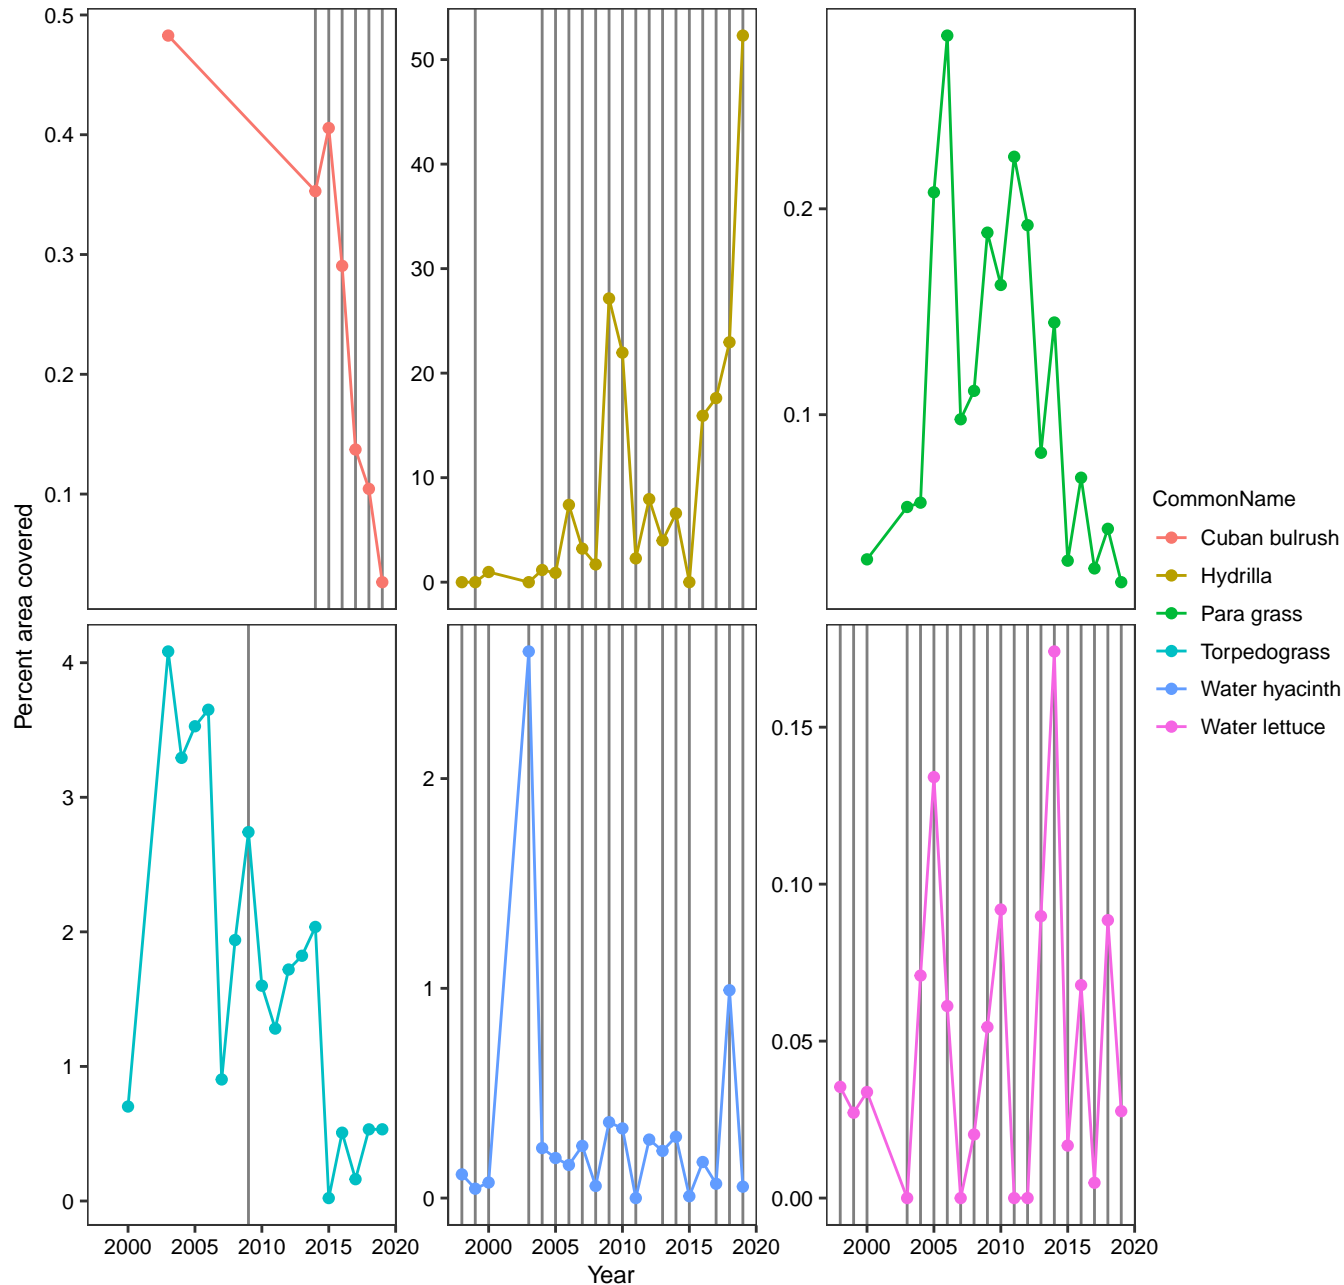 0.5
0.4
0.3
0.2
0.1
50
40
30
20
10
0
0.2
0.1
Percent area covered
4
3
2
1
0
2
1
0
0.15
0.10
0.05
0.00
2000 2005 2010 2015 2020
2000 2005 2010 2015 2020
2000 2005 2010 2015 2020
Year
CommonName
Cuban bulrush
Hydrilla
Para grass
Torpedograss
Water hyacinth
Water lettuce